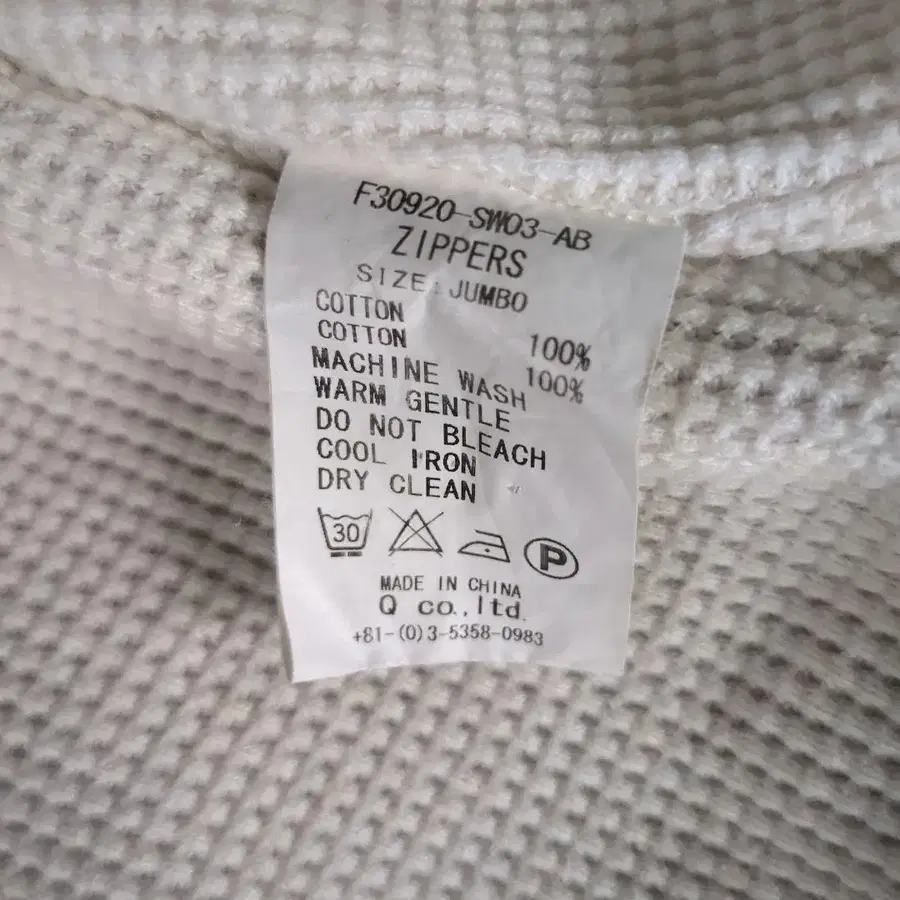 F30920-SW03-AB
ZIPPERS
SIZE:JUMBO
COTTON 100%
COTTON 100%
MACHINE WASH
WARM GENTLE
DO NOT BLEACH
COOL IRON
DRY CLEAN
30 P
MADE IN CHINA
Q co.,ltd.
+81-(0)3-5358-0983